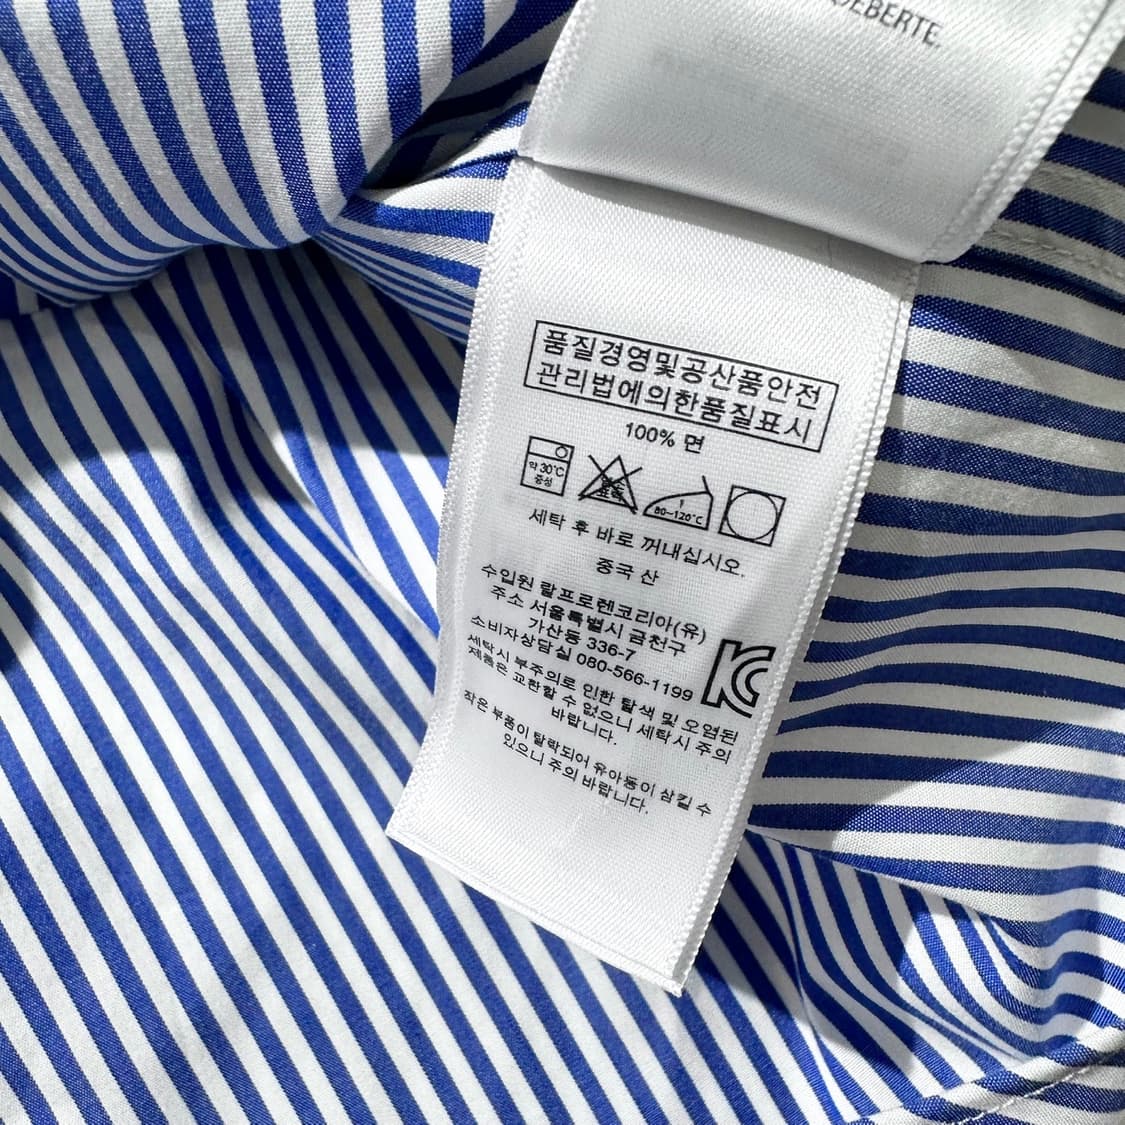 DEBERTE.
품질경영및공산품안전
관리법에의한품질표시
100% 면
약 30℃
중성
염소
표백
80~120℃
세탁 후 바로 꺼내십시오.
중국 산
수입원 랄프로렌코리아(유)
주소 서울특별시 금천구
가산동 336-7
소비자상담실 080-566-1199
세탁시 부주의로 인한 탈색 및 오염된
제품은 교환할 수 없으니 세탁시 주의
바랍니다.
작은 부품이 탈락되어 유아동이 삼킬 수
있으니 주의 바랍니다.
KC